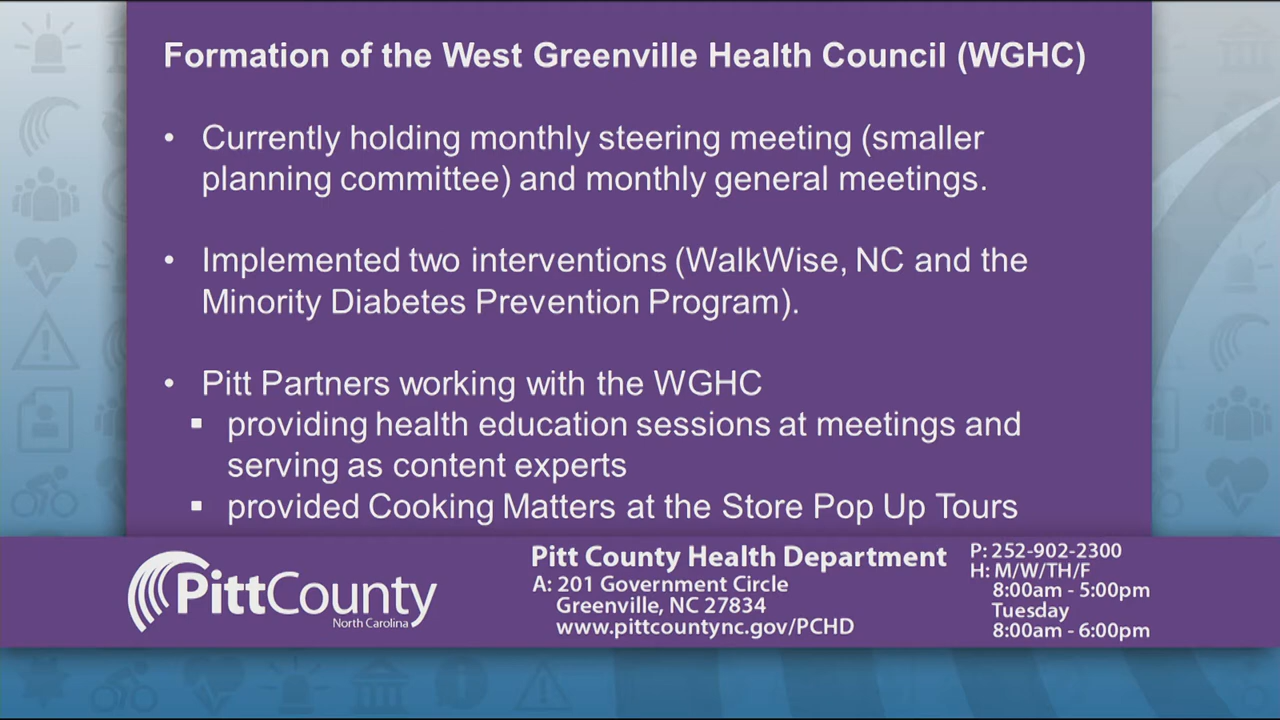 Formation of the West Greenville Health Council (WGHC)
• Currently holding monthly steering meeting (smaller
planning committee) and monthly general meetings.
• Implemented two interventions (WalkWise, NC and the
Minority Diabetes Prevention Program).
• Pitt Partners working with the WGHC
▪ providing health education sessions at meetings and
serving as content experts
▪ provided Cooking Matters at the Store Pop Up Tours
PittCounty
North Carolina
Pitt County Health Department
A: 201 Government Circle
Greenville, NC 27834
www.pittcountync.gov/PCHD
P: 252-902-2300
H: M/W/TH/F
8:00am - 5:00pm
Tuesday
8:00am - 6:00pm